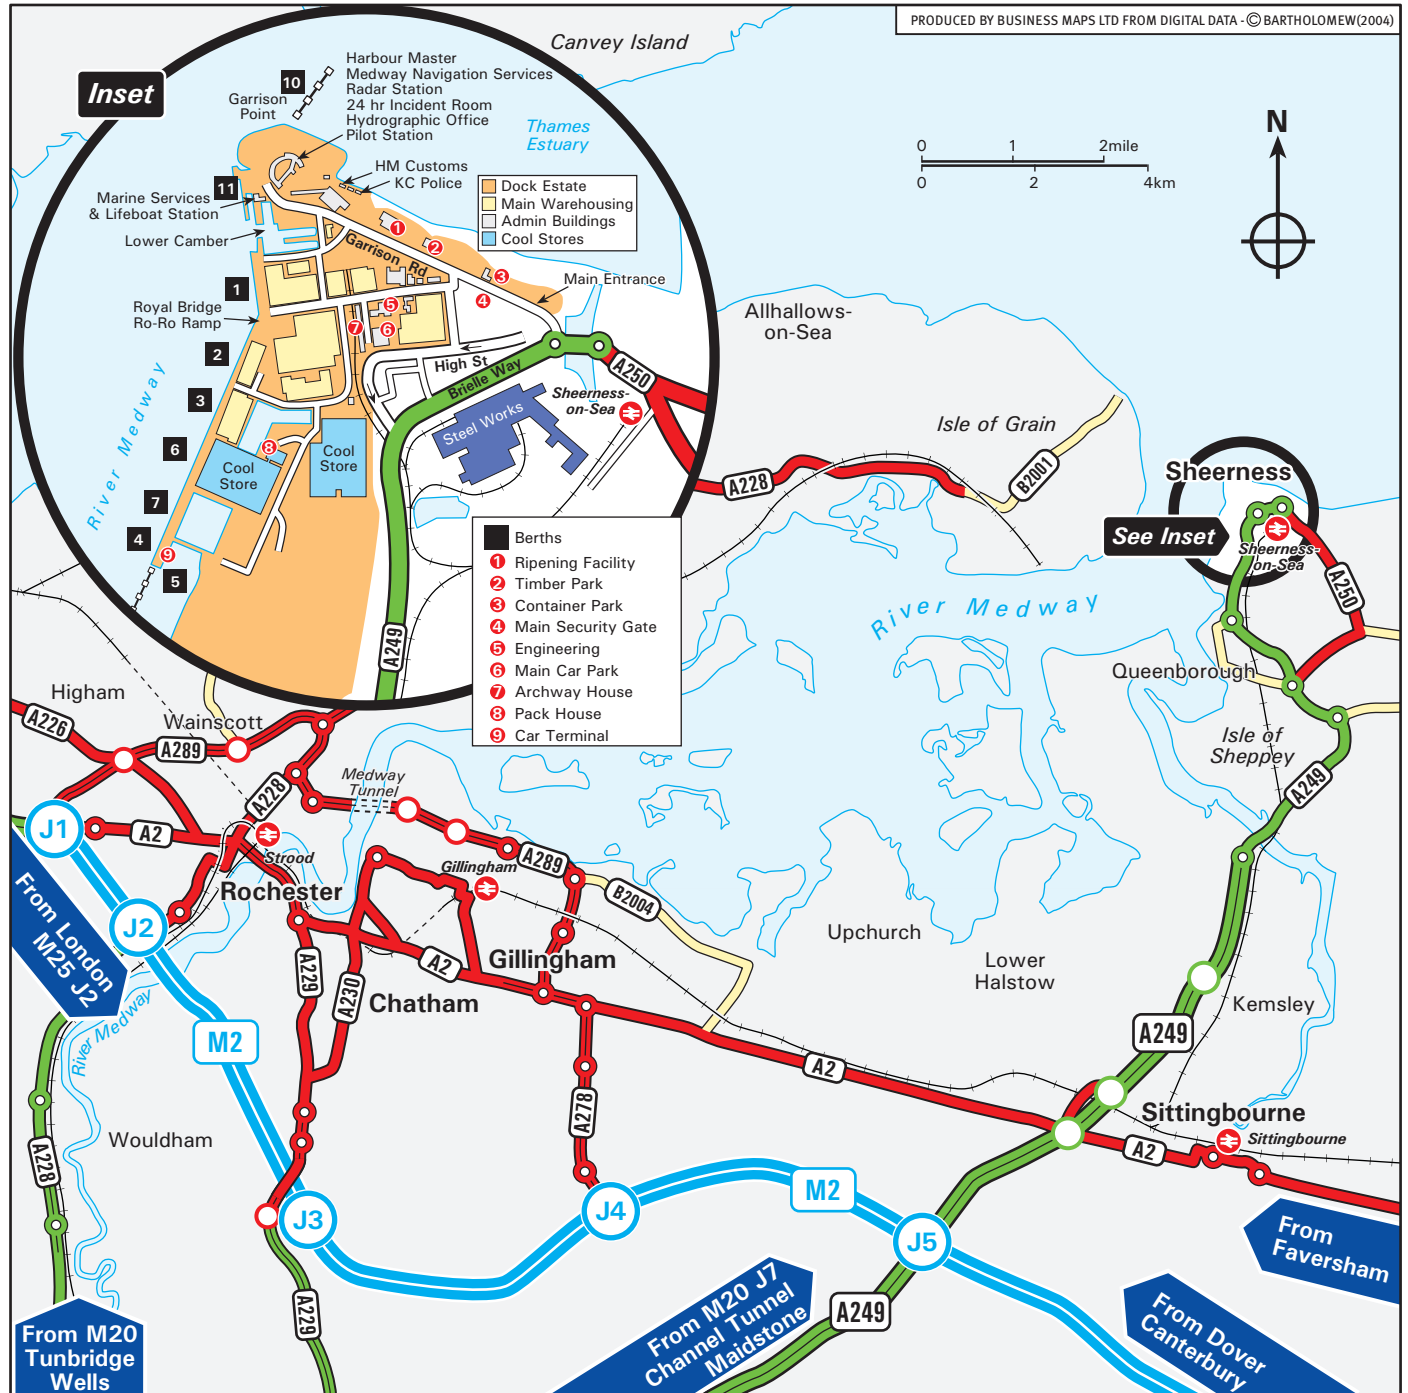 PRODUCED BY BUSINESS MAPS LTD FROM DIGITAL DATA - © BARTHOLOMEW(2004)
Canvey Island
Inset
10
Garrison
Point
Harbour Master
Medway Navigation Services
Radar Station
24 hr Incident Room
Hydrographic Office
Pilot Station
Thames
Estuary
HM Customs
KC Police
11
Marine Services
& Lifeboat Station
Lower Camber
Dock Estate
Main Warehousing
Admin Buildings
Cool Stores
0 1 2mile
0 2 4km
N
1
2
3
Garrison Rd
Main Entrance
1
4
5
7
6
Royal Bridge
Ro-Ro Ramp
2
3
6
7
4
5
River Medway
High St
Brielle Way
A250
Sheerness-
on-Sea
Steel Works
Cool
Store
8
Cool
Store
9
A249
Berths
1 Ripening Facility
2 Timber Park
3 Container Park
4 Main Security Gate
5 Engineering
6 Main Car Park
7 Archway House
8 Pack House
9 Car Terminal
Allhallows-
on-Sea
Isle of Grain
A228
B2001
Sheerness
See Inset
Sheerness-
on-Sea
A250
River Medway
Queenborough
Isle of
Sheppey
A249
Higham
A226
Wainscott
A289
A228
Medway
Tunnel
J1
A2
Strood
Gillingham
A289
B2004
Rochester
From London
M25 J2
J2
A2
Gillingham
Upchurch
Lower
Halstow
A229
A230
Chatham
Kemsley
River Medway
M2
A249
A2
A278
Sittingbourne
Sittingbourne
A2
Wouldham
A228
J3
J4
M2
J5
From
Faversham
A229
From M20 J7
Channel Tunnel
Maidstone
A249
From Dover
Canterbury
From M20
Tunbridge
Wells